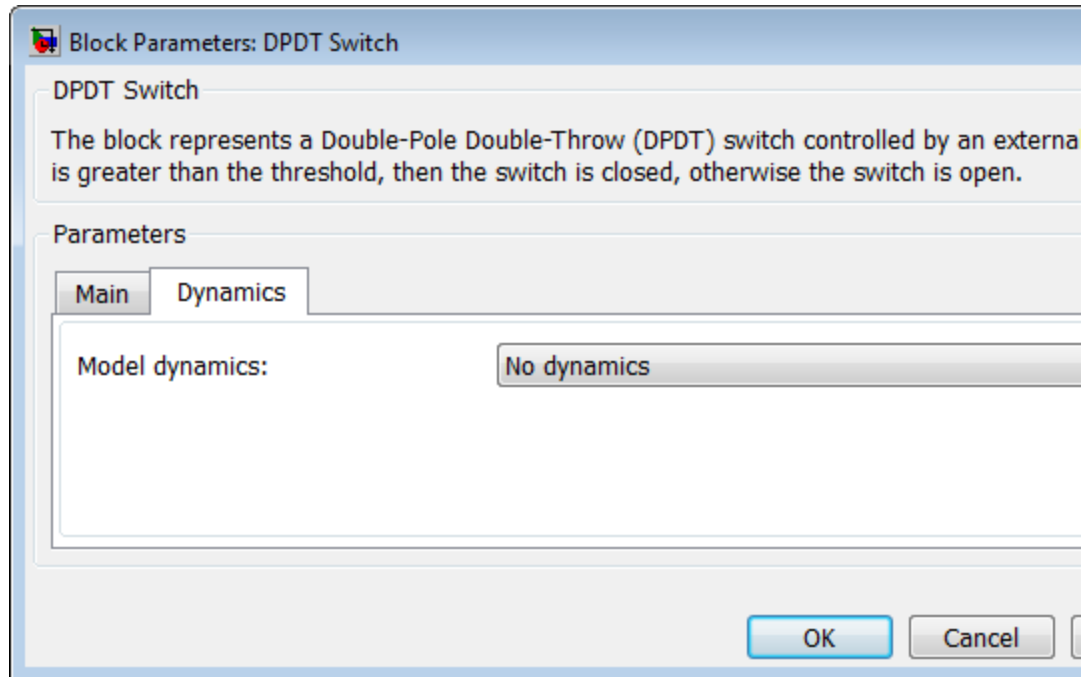 Block Parameters: DPDT Switch
DPDT Switch
The block represents a Double-Pole Double-Throw (DPDT) switch controlled by an externa
is greater than the threshold, then the switch is closed, otherwise the switch is open.
Parameters
Main Dynamics
Model dynamics: No dynamics
OK Cancel